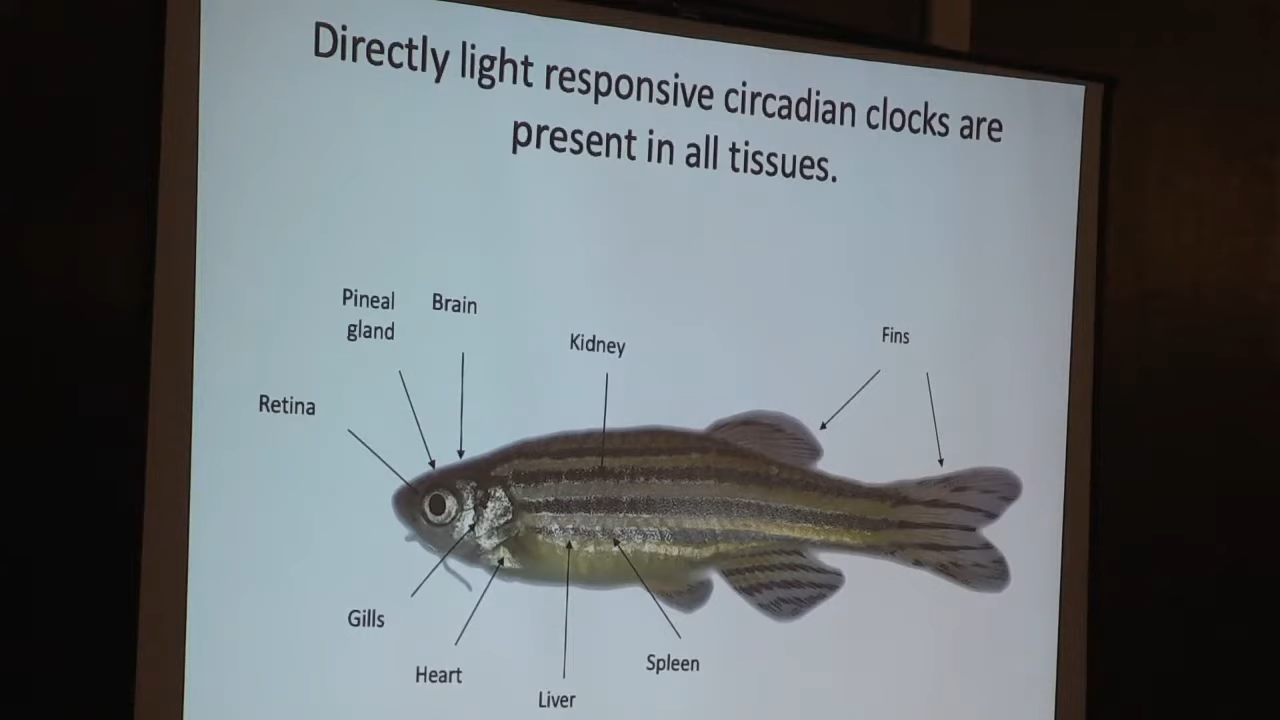 Directly light responsive circadian clocks are
present in all tissues.
Pineal
gland
Brain
Kidney
Fins
Retina
Gills
Heart
Liver
Spleen